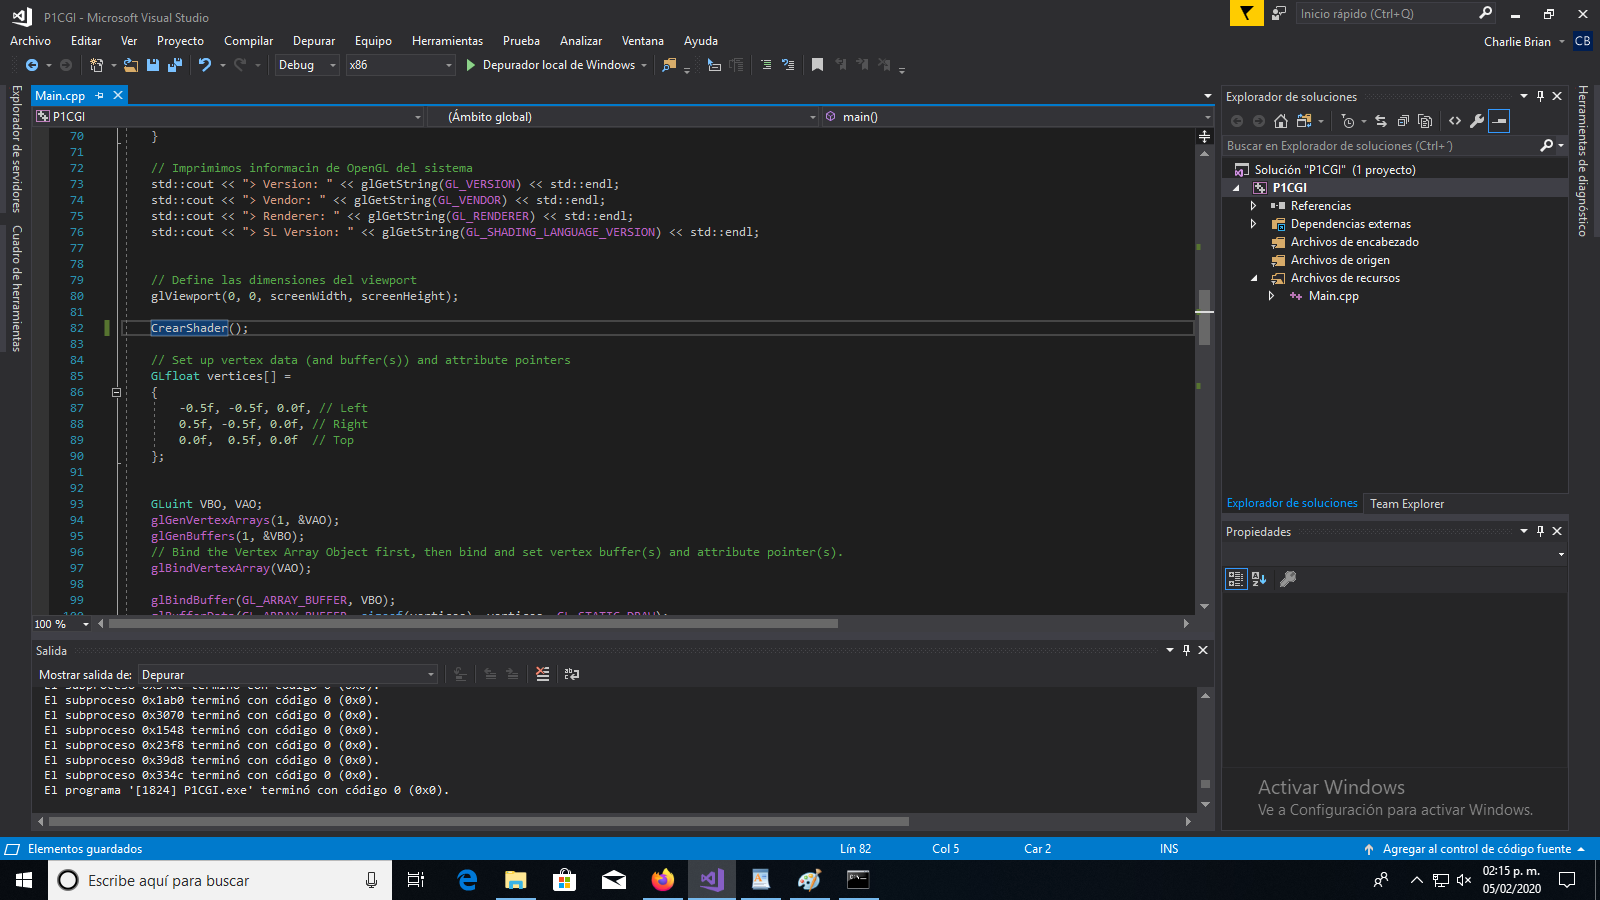 P1CGI - Microsoft Visual Studio
Inicio rápido (Ctrl+Q)
Archivo Editar Ver Proyecto Compilar Depurar Equipo Herramientas Prueba Analizar Ventana Ayuda
Charlie Brian CB
Debug x86 Depurador local de Windows
Explorador de servidores
Cuadro de herramientas
Main.cpp
P1CGI (Ámbito global) main()
70 }
71
72 // Imprimimos informacin de OpenGL del sistema
73 std::cout << "> Version: " << glGetString(GL_VERSION) << std::endl;
74 std::cout << "> Vendor: " << glGetString(GL_VENDOR) << std::endl;
75 std::cout << "> Renderer: " << glGetString(GL_RENDERER) << std::endl;
76 std::cout << "> SL Version: " << glGetString(GL_SHADING_LANGUAGE_VERSION) << std::endl;
77
78
79 // Define las dimensiones del viewport
80 glViewport(0, 0, screenWidth, screenHeight);
81
82 CrearShader();
83
84 // Set up vertex data (and buffer(s)) and attribute pointers
85 GLfloat vertices[] =
86 {
87 -0.5f, -0.5f, 0.0f, // Left
88 0.5f, -0.5f, 0.0f, // Right
89 0.0f, 0.5f, 0.0f // Top
90 };
91
92
93 GLuint VBO, VAO;
94 glGenVertexArrays(1, &VAO);
95 glGenBuffers(1, &VBO);
96 // Bind the Vertex Array Object first, then bind and set vertex buffer(s) and attribute pointer(s).
97 glBindVertexArray(VAO);
98
99 glBindBuffer(GL_ARRAY_BUFFER, VBO);
100 %
Salida
Mostrar salida de: Depurar
El subproceso 0x1ab0 terminó con código 0 (0x0).
El subproceso 0x3070 terminó con código 0 (0x0).
El subproceso 0x1548 terminó con código 0 (0x0).
El subproceso 0x23f8 terminó con código 0 (0x0).
El subproceso 0x39d8 terminó con código 0 (0x0).
El subproceso 0x334c terminó con código 0 (0x0).
El programa '[1824] P1CGI.exe' terminó con código 0 (0x0).
Explorador de soluciones
Buscar en Explorador de soluciones (Ctrl+´)
Solución "P1CGI" (1 proyecto)
P1CGI
Referencias
Dependencias externas
Archivos de encabezado
Archivos de origen
Archivos de recursos
Main.cpp
Explorador de soluciones Team Explorer
Propiedades
Herramientas de diagnóstico
Activar Windows
Ve a Configuración para activar Windows.
Elementos guardados Lín 82 Col 5 Car 2 INS Agregar al control de código fuente
Escribe aquí para buscar
02:15 p. m.
05/02/2020